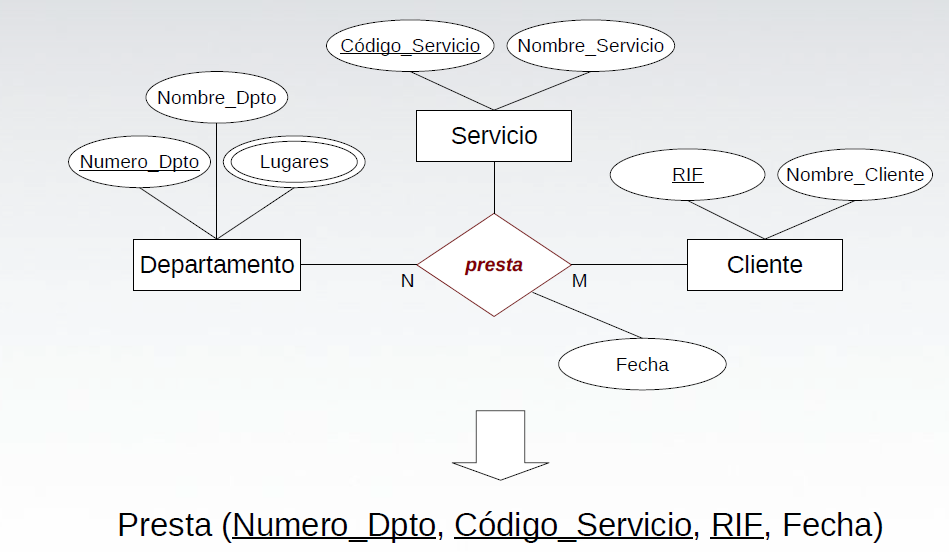 Código_Servicio
Nombre_Servicio
Nombre_Dpto
Servicio
Numero_Dpto
Lugares
RIF
Nombre_Cliente
Departamento
presta
Cliente
N
M
Fecha
Presta (Numero_Dpto, Código_Servicio, RIF, Fecha)